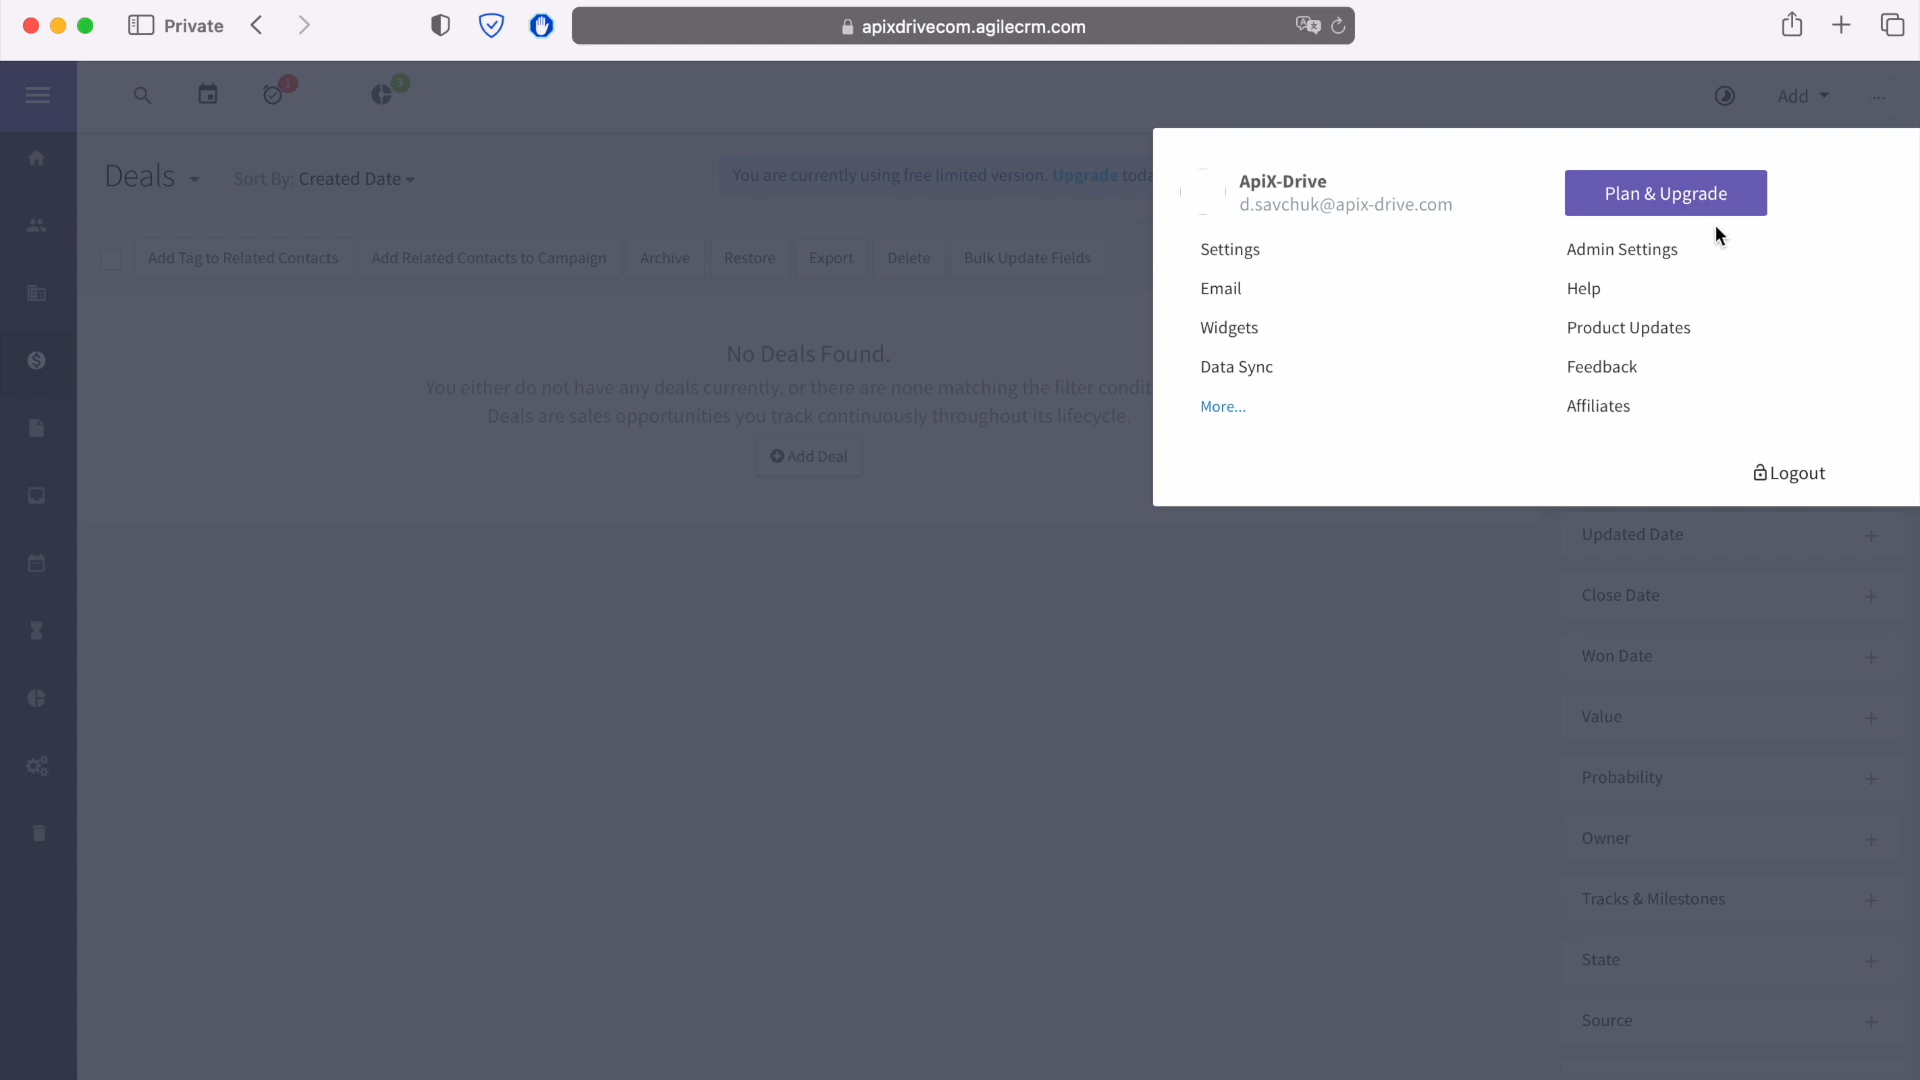 Private
apixdrivecom.agilecrm.com
1
3
Add
...
Deals
Sort By: Created Date
You are currently using free limited version. Upgrade toda
ApiX-Drive
d.savchuk@apix-drive.com
Plan & Upgrade
Settings
Admin Settings
Email
Help
Widgets
Product Updates
Data Sync
Feedback
More...
Affiliates
Logout
Add Tag to Related Contacts
Add Related Contacts to Campaign
Archive
Restore
Export
Delete
Bulk Update Fields
No Deals Found.
You either do not have any deals currently, or there are none matching the filter condit
Deals are sales opportunities you track continuously throughout its lifecycle.
Add Deal
Updated Date
Close Date
Won Date
Value
Probability
Owner
Tracks & Milestones
State
Source